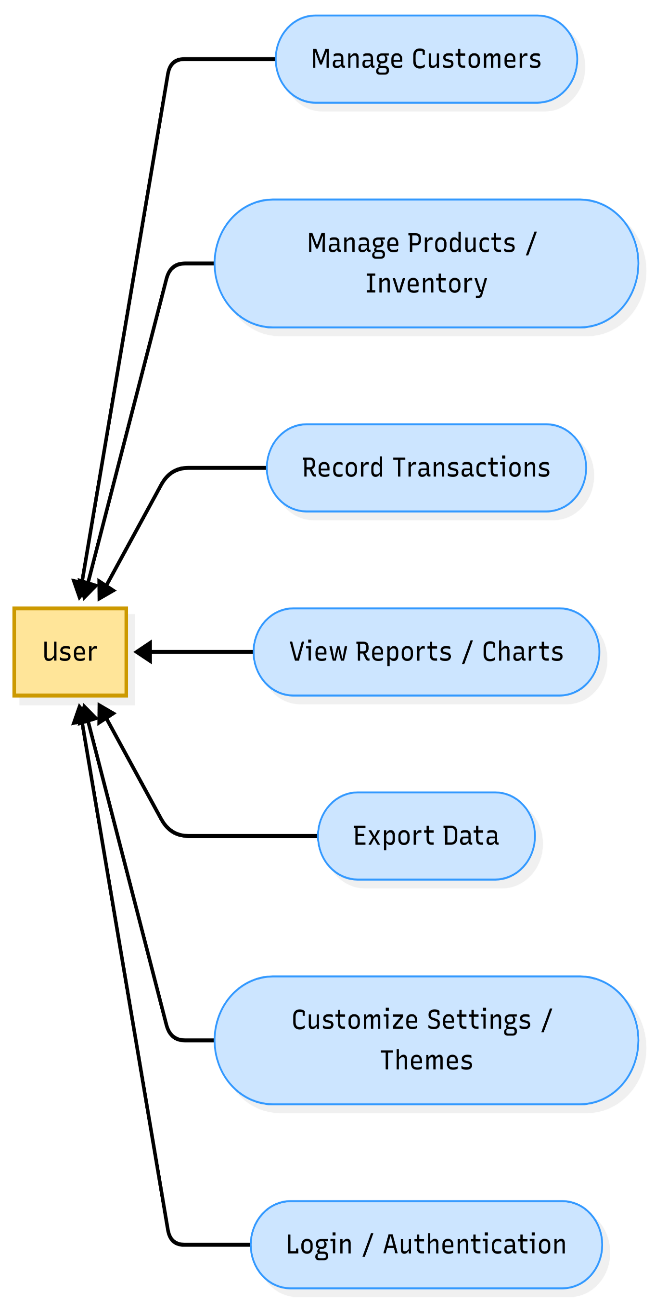 Manage Customers
Manage Products /
Inventory
Record Transactions
User
View Reports / Charts
Export Data
Customize Settings /
Themes
Login / Authentication